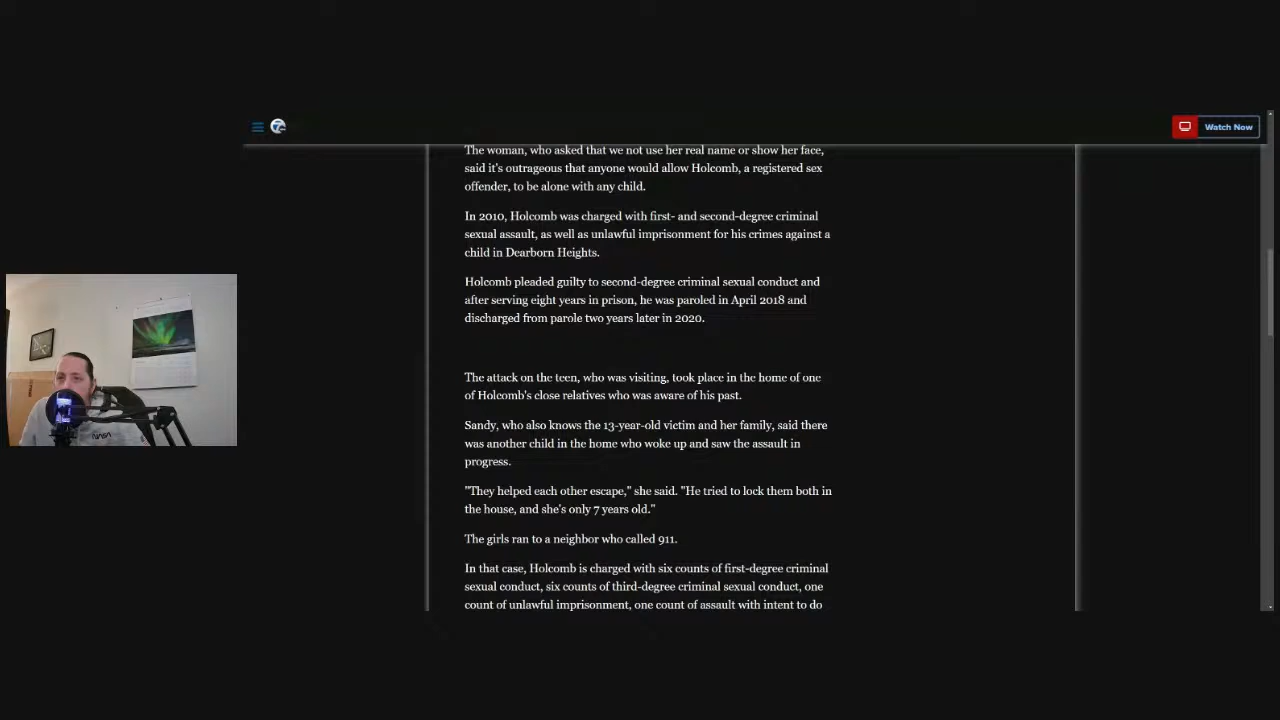 Watch Now
The woman, who asked that we not use her real name or show her face,
said it's outrageous that anyone would allow Holcomb, a registered sex
offender, to be alone with any child.
In 2010, Holcomb was charged with first- and second-degree criminal
sexual assault, as well as unlawful imprisonment for his crimes against a
child in Dearborn Heights.
Holcomb pleaded guilty to second-degree criminal sexual conduct and
after serving eight years in prison, he was paroled in April 2018 and
discharged from parole two years later in 2020.
The attack on the teen, who was visiting, took place in the home of one
of Holcomb's close relatives who was aware of his past.
Sandy, who also knows the 13-year-old victim and her family, said there
was another child in the home who woke up and saw the assault in
progress.
"They helped each other escape," she said. "He tried to lock them both in
the house, and she's only 7 years old."
The girls ran to a neighbor who called 911.
In that case, Holcomb is charged with six counts of first-degree criminal
sexual conduct, six counts of third-degree criminal sexual conduct, one
count of unlawful imprisonment, one count of assault with intent to do
7
NASA